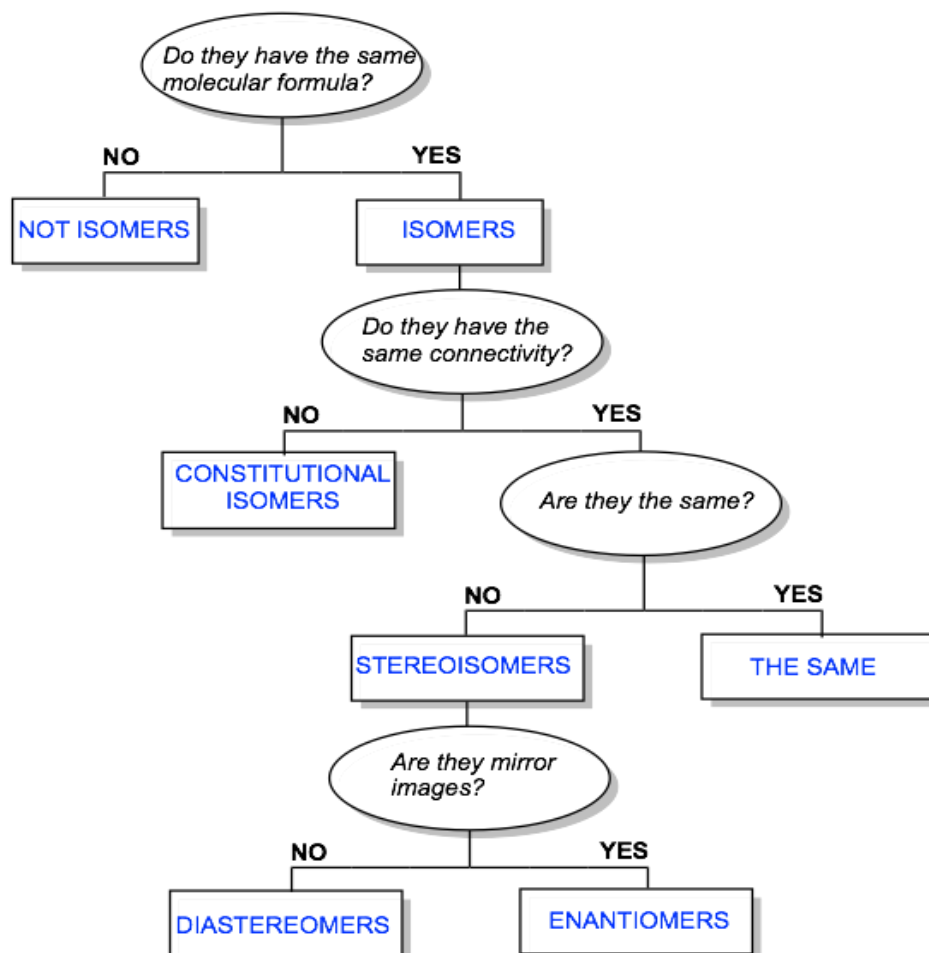 Do they have the same
molecular formula?
NO
YES
NOT ISOMERS
ISOMERS
Do they have the
same connectivity?
NO
YES
CONSTITUTIONAL
ISOMERS
Are they the same?
NO
YES
STEREOISOMERS
THE SAME
Are they mirror
images?
NO
YES
DIASTEREOMERS
ENANTIOMERS